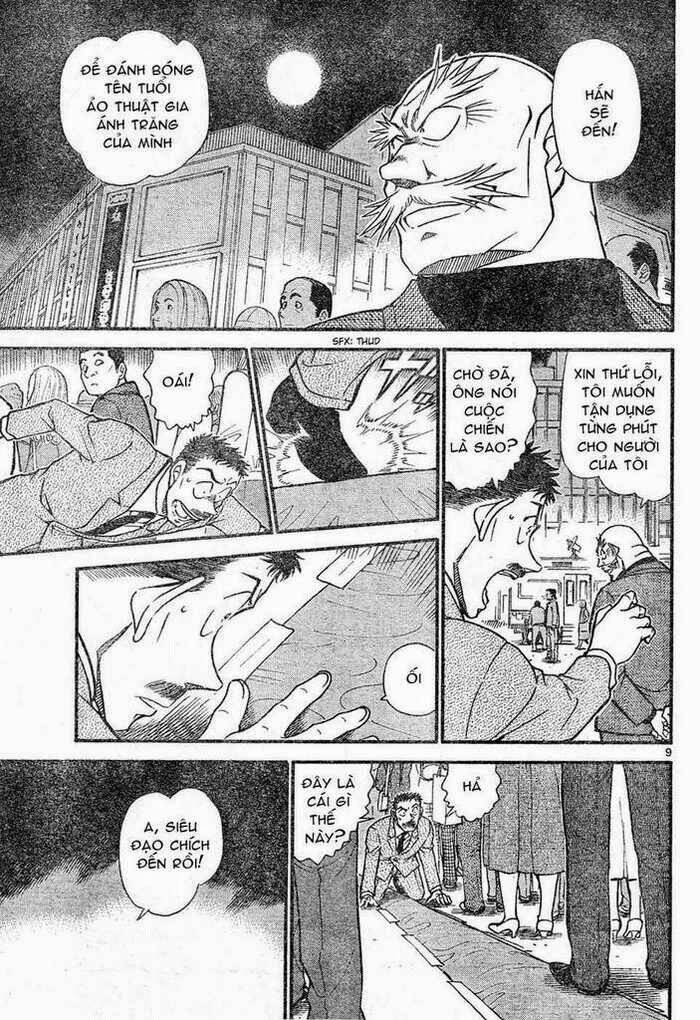 HẮN
SẼ
ĐẾN!
ĐỂ ĐÁNH BÓNG
TÊN TUỔI
ẢO THUẬT GIA
ÁNH TRĂNG
CỦA MÌNH
SFX: THUD
XIN THỨ LỖI,
TÔI MUỐN
TẬN DỤNG
TỪNG PHÚT
CHO NGƯỜI
CỦA TÔI
CHỜ ĐÃ,
ÔNG NÓI
CUỘC
CHIẾN
LÀ SAO?
OÁI!
ỐI
9
HẢ
ĐÂY LÀ
CÁI GÌ
THẾ
NÀY?
A, SIÊU
ĐẠO CHÍCH
ĐẾN RỒI!